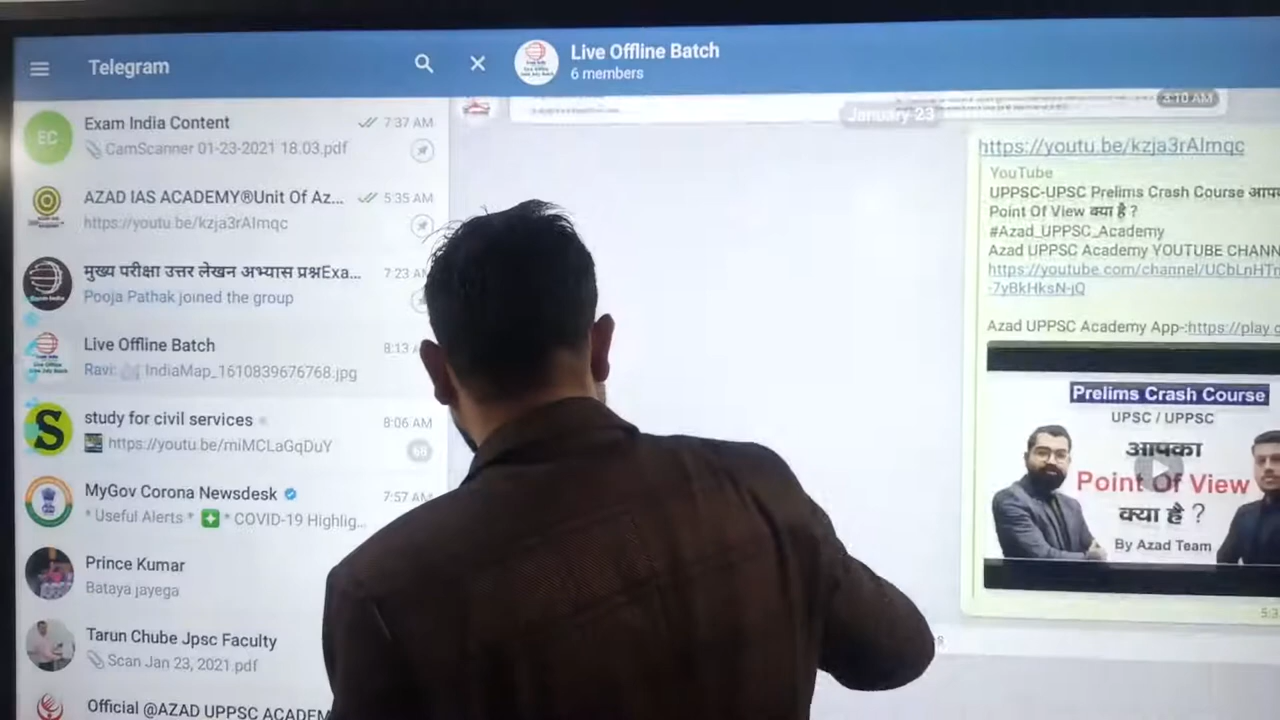 Telegram
Live Offline Batch
6 members
EC
Exam India Content
7:37 AM
CamScanner 01-23-2021 18.03.pdf
AZAD IAS ACADEMY®Unit Of Az...
5:35 AM
https://youtu.be/kzja3rAImqc
मुख्य परीक्षा उत्तर लेखन अभ्यास प्रश्नExa...
7:23 A
Pooja Pathak joined the group
Live Offline Batch
8:13
Ravi: IndiaMap_1610839676768.jpg
study for civil services
8:06 AM
https://youtu.be/miMCLaGqDuY
68
MyGov Corona Newsdesk
7:57 AM
* Useful Alerts * * COVID-19 Highlig...
Prince Kumar
Bataya jayega
Tarun Chube Jpsc Faculty
Scan Jan 23, 2021.pdf
Official @AZAD UPPSC ACADEM
3:10 AM
January 23
https://youtu.be/kzja3rAImqc
YouTube
UPPSC-UPSC Prelims Crash Course आप
Point Of View क्या है ?
#Azad_UPPSC_Academy
Azad UPPSC Academy YOUTUBE CHANN
https://youtube.com/channel/UCbLnHTr
-7yBkHksN-jQ
Azad UPPSC Academy App-:https://play.g
Prelims Crash Course
UPSC / UPPSC
आपका
Point Of View
क्या है ?
By Azad Team
5:3